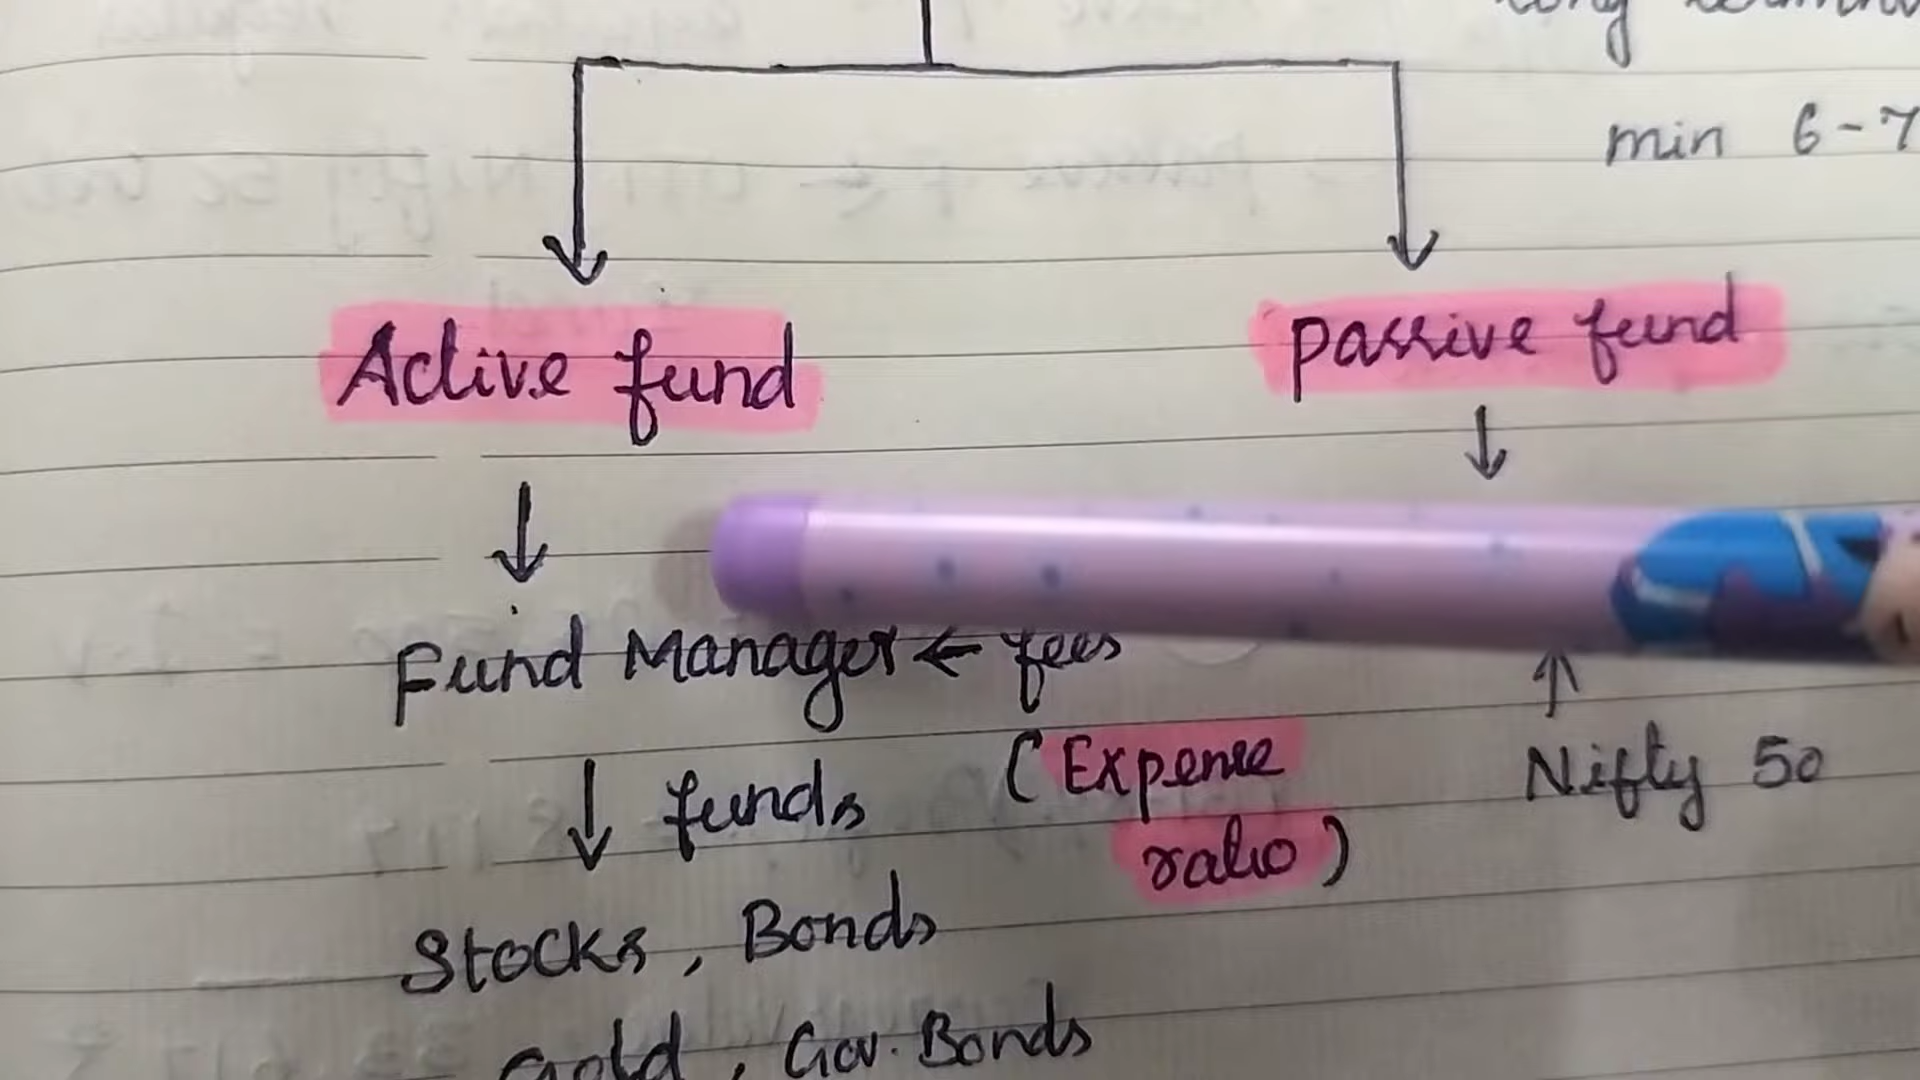 min 6-7
Active fund
passive fund
Fund Manager ← fees
(Expense
ratio)
Nifty 50
↓ funds
Stocks, Bonds
Gold, Gov. Bonds